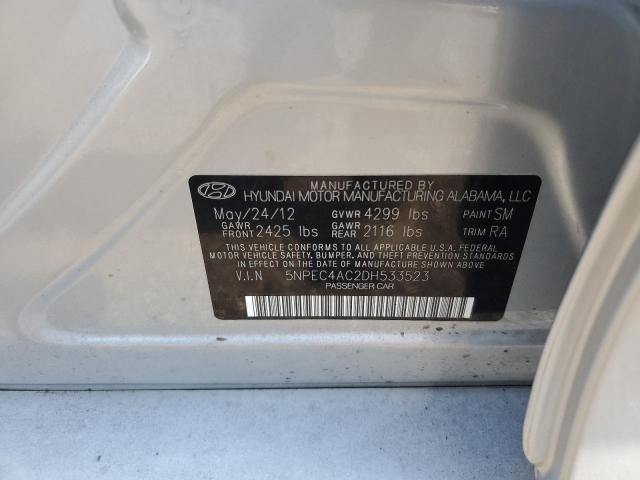 MANUFACTURED BY
HYUNDAI MOTOR MANUFACTURING ALABAMA, LLC
May/24/12 GVWR 4299 lbs PAINT SM
GAWR FRONT 2425 lbs GAWR REAR 2116 lbs TRIM RA
THIS VEHICLE CONFORMS TO ALL APPLICABLE U.S.A. FEDERAL
MOTOR VEHICLE SAFETY, BUMPER, AND THEFT PREVENTION
STANDARDS IN EFFECT ON THE DATE OF MANUFACTURE SHOWN ABOVE.
V.I.N 5NPEC4AC2DH533523
PASSENGER CAR